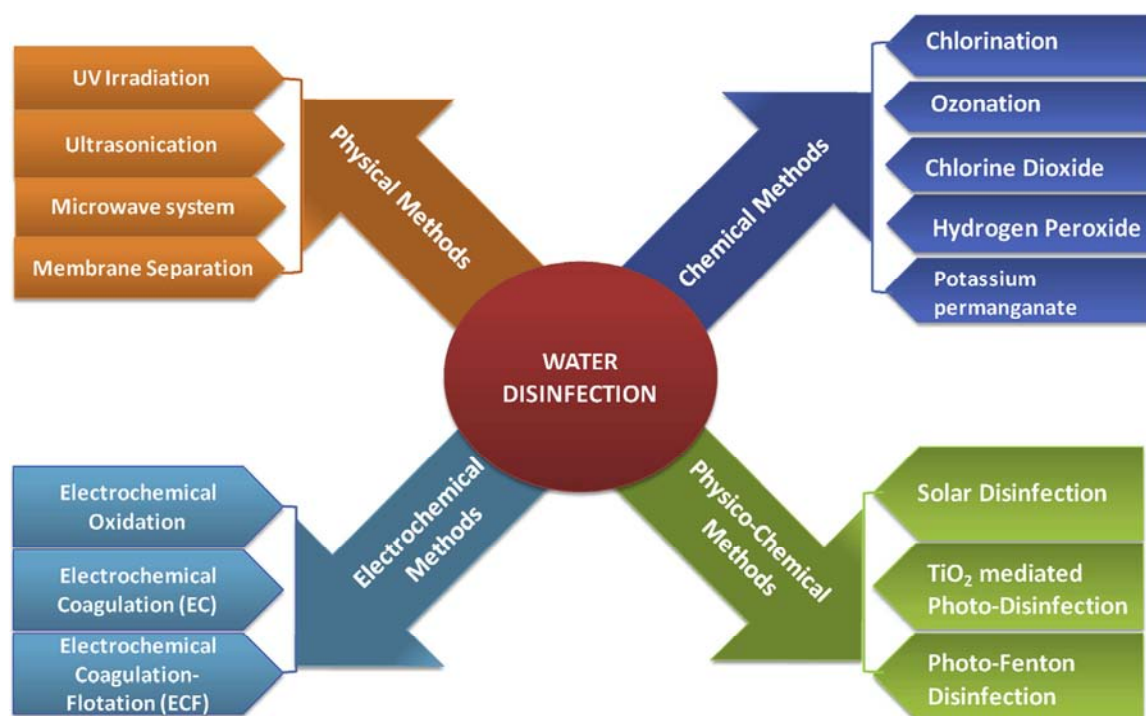 UV Irradiation
Ultrasonication
Microwave system
Membrane Separation
Physical Methods
Chlorination
Ozonation
Chlorine Dioxide
Hydrogen Peroxide
Potassium
permanganate
Chemical Methods
WATER
DISINFECTION
Electrochemical
Oxidation
Electrochemical
Coagulation (EC)
Electrochemical
Coagulation-
Flotation (ECF)
Electrochemical
Methods
Physico-Chemical
Methods
Solar Disinfection
TiO₂ mediated
Photo-Disinfection
Photo-Fenton
Disinfection